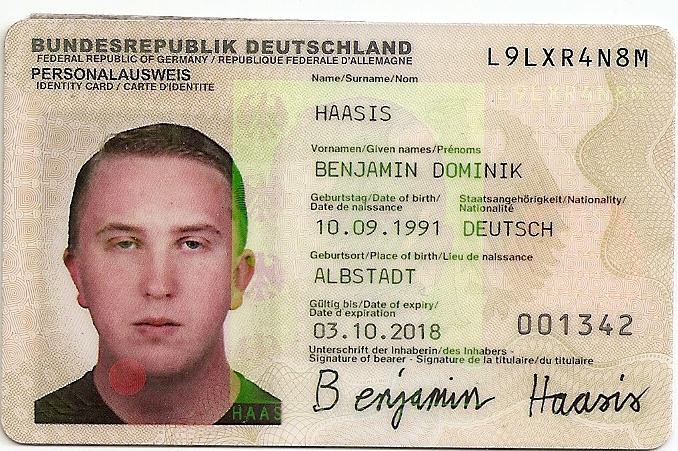 BUNDESREPUBLIK DEUTSCHLAND
FEDERAL REPUBLIC OF GERMANY / REPUBLIQUE FEDERALE D'ALLEMAGNE
PERSONALAUSWEIS
IDENTITY CARD / CARTE D'IDENTITE
L9LXR4N8M
L9LXR4N8M
Name/Surname/Nom
HAASIS
Vornamen/Given names/Prénoms
BENJAMIN DOMINIK
Geburtstag/Date of birth/
Date de naissance
Staatsangehörigkeit/Nationality/
Nationalité
10.09.1991 DEUTSCH
Geburtsort/Place of birth/Lieu de naissance
ALBSTADT
Gültig bis/Date of expiry/
Date d'expiration
03.10.2018
001342
Unterschrift der Inhaberin/des Inhabers -
Signature of bearer - Signature de la titulaire/du titulaire
Benjamin Haasis
HAAS